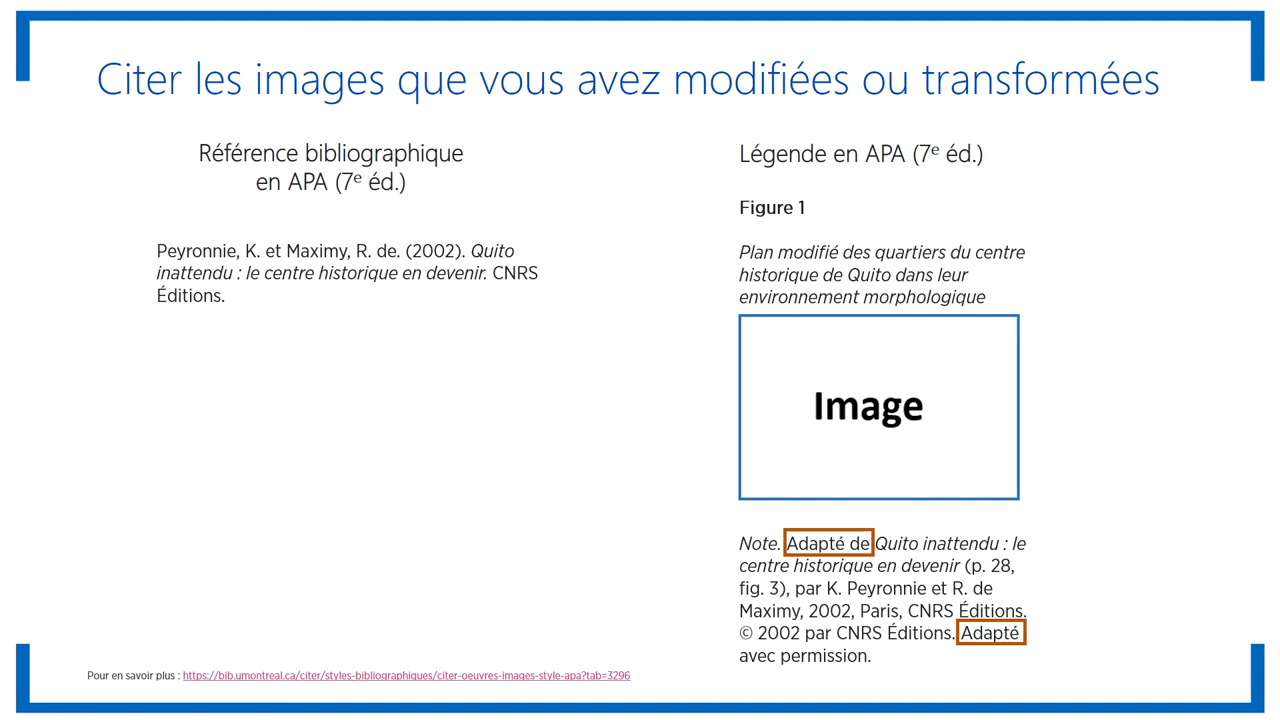 Citer les images que vous avez modifiées ou transformées
Référence bibliographique
en APA (7e éd.)
Peyronnie, K. et Maximy, R. de. (2002). Quito
inattendu : le centre historique en devenir. CNRS
Éditions.
Légende en APA (7e éd.)
Figure 1
Plan modifié des quartiers du centre
historique de Quito dans leur
environnement morphologique
Image
Note. Adapté de Quito inattendu : le
centre historique en devenir (p. 28,
fig. 3), par K. Peyronnie et R. de
Maximy, 2002, Paris, CNRS Éditions.
© 2002 par CNRS Éditions. Adapté
avec permission.
Pour en savoir plus : https://bib.umontreal.ca/citer/styles-bibliographiques/citer-oeuvres-images-style-apa?tab=3296